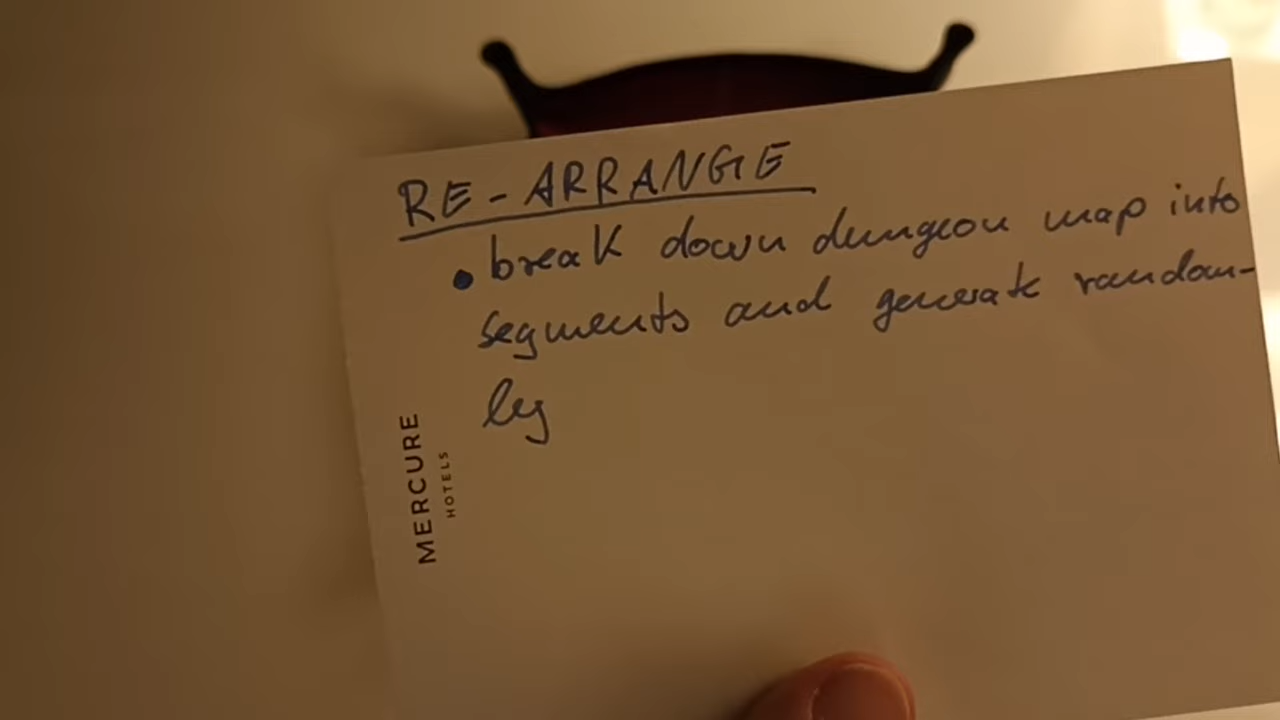 RE-ARRANGE
• break down dungeon map into
segments and generate random-
ly
MERCURE
HOTELS